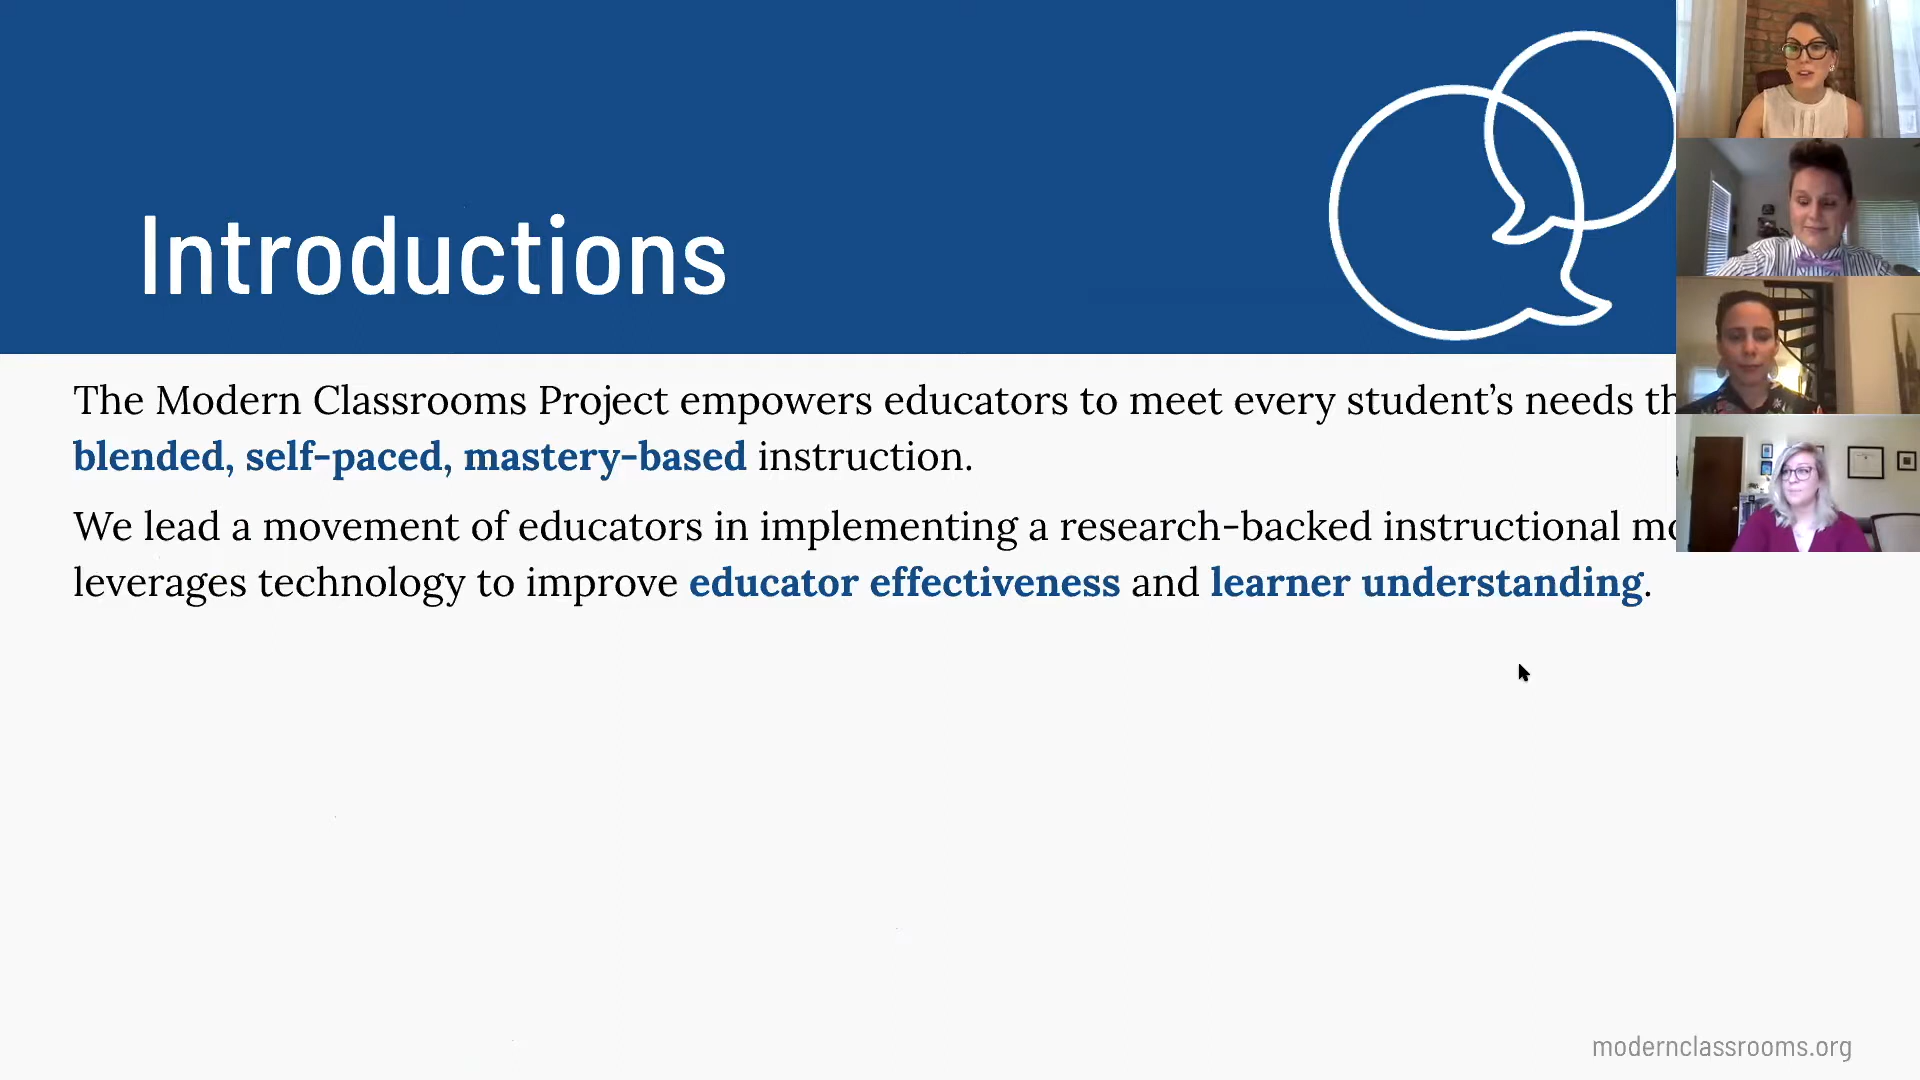 Introductions
The Modern Classrooms Project empowers educators to meet every student’s needs
blended, self-paced, mastery-based instruction.
We lead a movement of educators in implementing a research-backed instructional
leverages technology to improve educator effectiveness and learner understanding.
modernclassrooms.org